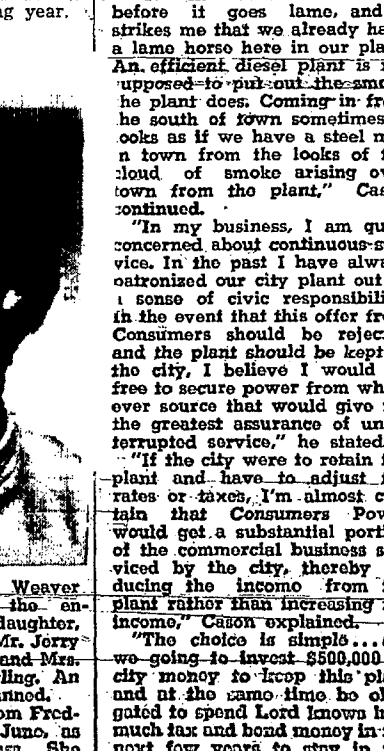 ng year.
Weaver
the en-
daughter,
Mr. Jerry
and Mrs.
ling. An
anned.
om Fred-
June, as
She
before it goes lame, and
strikes me that we already ha
a lame horse here in our pla
An efficient diesel plant is
upposed to put out the smo
he plant does. Coming in fr
he south of town sometimes
ooks as if we have a steel m
n town from the looks of
cloud of smoke arising ov
town from the plant," Cas
continued.
"In my business, I am qu
concerned about continuous s
vice. In the past I have alwa
patronized our city plant out
a sense of civic responsibili
in the event that this offer fr
Consumers should be rejec
and the plant should be kept
the city, I believe I would
free to secure power from wh
ever source that would give
the greatest assurance of un
terrupted service," he stated.
"If the city were to retain
plant and have to adjust
rates or taxes, I'm almost c
tain that Consumers Pow
would get a substantial porti
of the commercial business s
viced by the city, thereby
ducing the income from
plant rather than increasing
income," Cason explained.
"The choice is simple...
we going to invest $500,000
city money to keep this pl
and at the same time be ob
gated to spend Lord knows h
much tax and bond money in
next few years to stay in